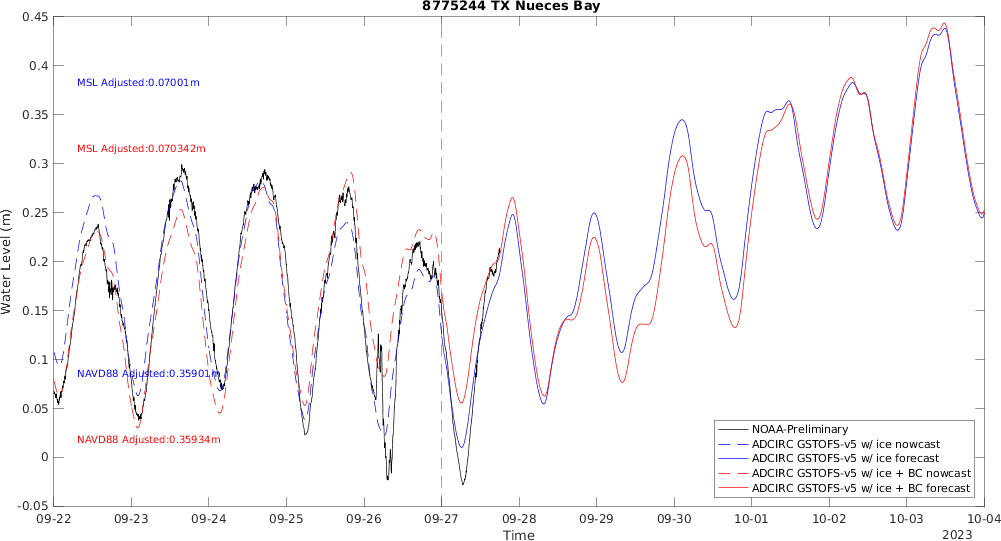 8775244 TX Nueces Bay
Water Level (m)
0.45
0.4
0.35
0.3
0.25
0.2
0.15
0.1
0.05
0
-0.05
MSL Adjusted:0.07001m
MSL Adjusted:0.070342m
NAVD88 Adjusted:0.35901m
NAVD88 Adjusted:0.35934m
NOAA-Preliminary
ADCIRC GSTOFS-v5 w/ ice nowcast
ADCIRC GSTOFS-v5 w/ ice forecast
ADCIRC GSTOFS-v5 w/ ice + BC nowcast
ADCIRC GSTOFS-v5 w/ ice + BC forecast
09-22 09-23 09-24 09-25 09-26 09-27 09-28 09-29 09-30 10-01 10-02 10-03 10-04
Time
2023